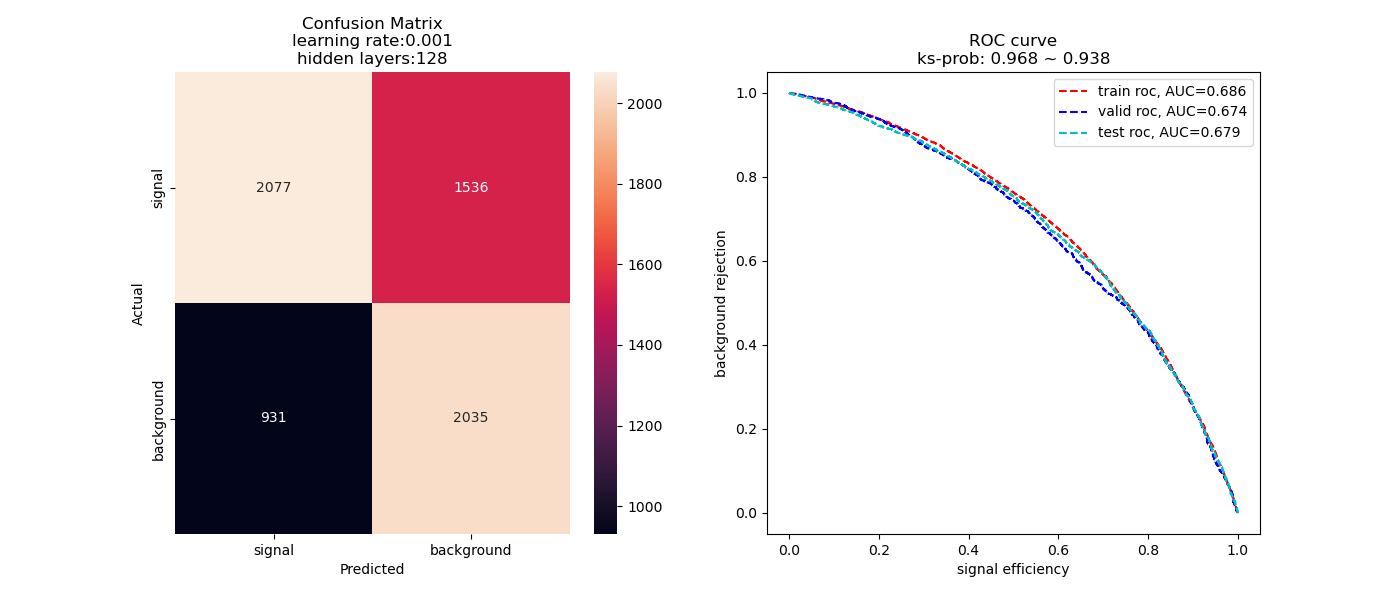 Confusion Matrix
learning rate:0.001
hidden layers:128
signal
background
Actual
2077
1536
931
2035
signal
background
Predicted
2000
1800
1600
1400
1200
1000
ROC curve
ks-prob: 0.968 ~ 0.938
train roc, AUC=0.686
valid roc, AUC=0.674
test roc, AUC=0.679
background rejection
1.0
0.8
0.6
0.4
0.2
0.0
0.0
0.2
0.4
0.6
0.8
1.0
signal efficiency